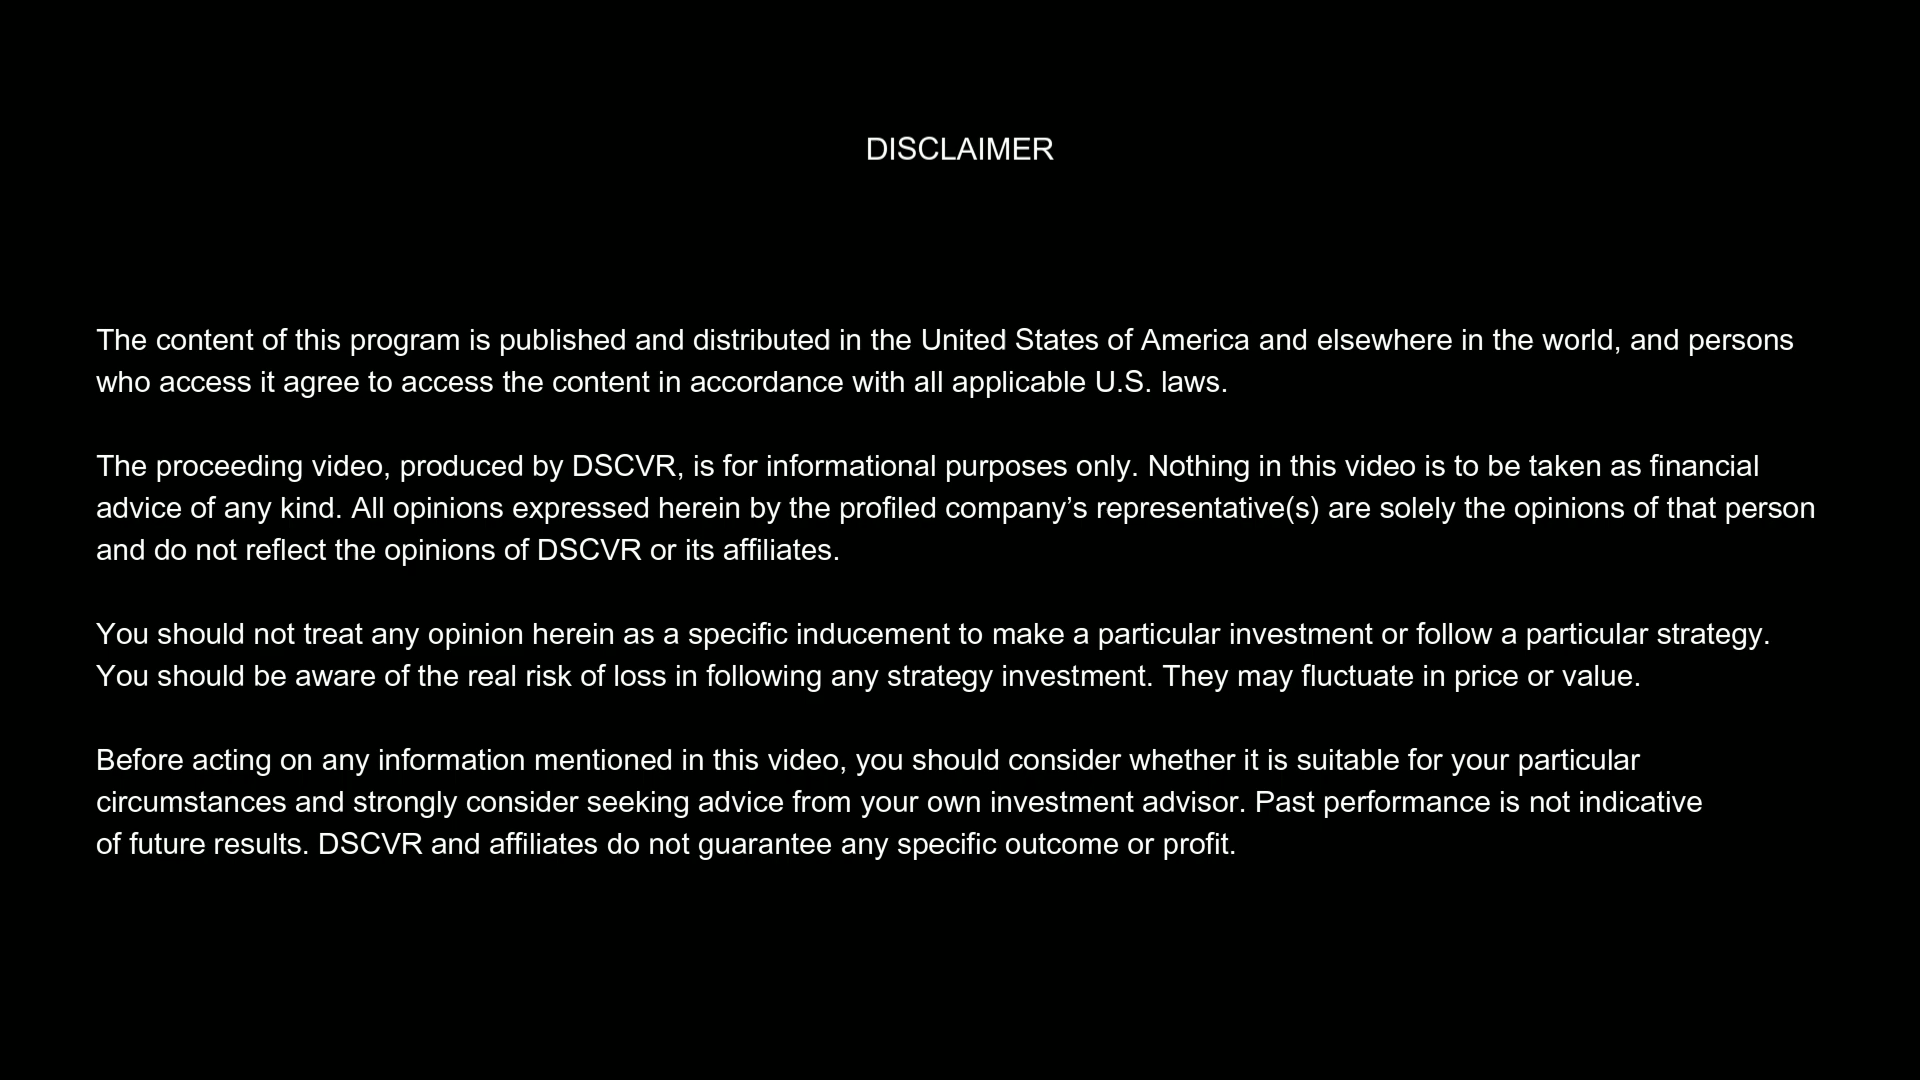 DISCLAIMER
The content of this program is published and distributed in the United States of America and elsewhere in the world, and persons
who access it agree to access the content in accordance with all applicable U.S. laws.
The proceeding video, produced by DSCVR, is for informational purposes only. Nothing in this video is to be taken as financial
advice of any kind. All opinions expressed herein by the profiled company’s representative(s) are solely the opinions of that person
and do not reflect the opinions of DSCVR or its affiliates.
You should not treat any opinion herein as a specific inducement to make a particular investment or follow a particular strategy.
You should be aware of the real risk of loss in following any strategy investment. They may fluctuate in price or value.
Before acting on any information mentioned in this video, you should consider whether it is suitable for your particular
circumstances and strongly consider seeking advice from your own investment advisor. Past performance is not indicative
of future results. DSCVR and affiliates do not guarantee any specific outcome or profit.